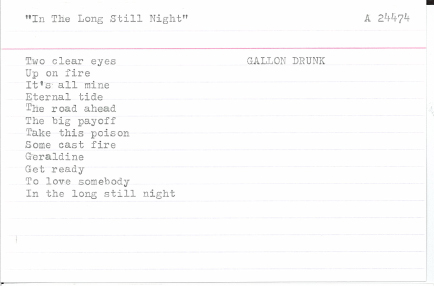 "In The Long Still Night" A 24474
Two clear eyes GALLON DRUNK
Up on fire
It's all mine
Eternal tide
The road ahead
The big payoff
Take this poison
Some cast fire
Geraldine
Get ready
To love somebody
In the long still night